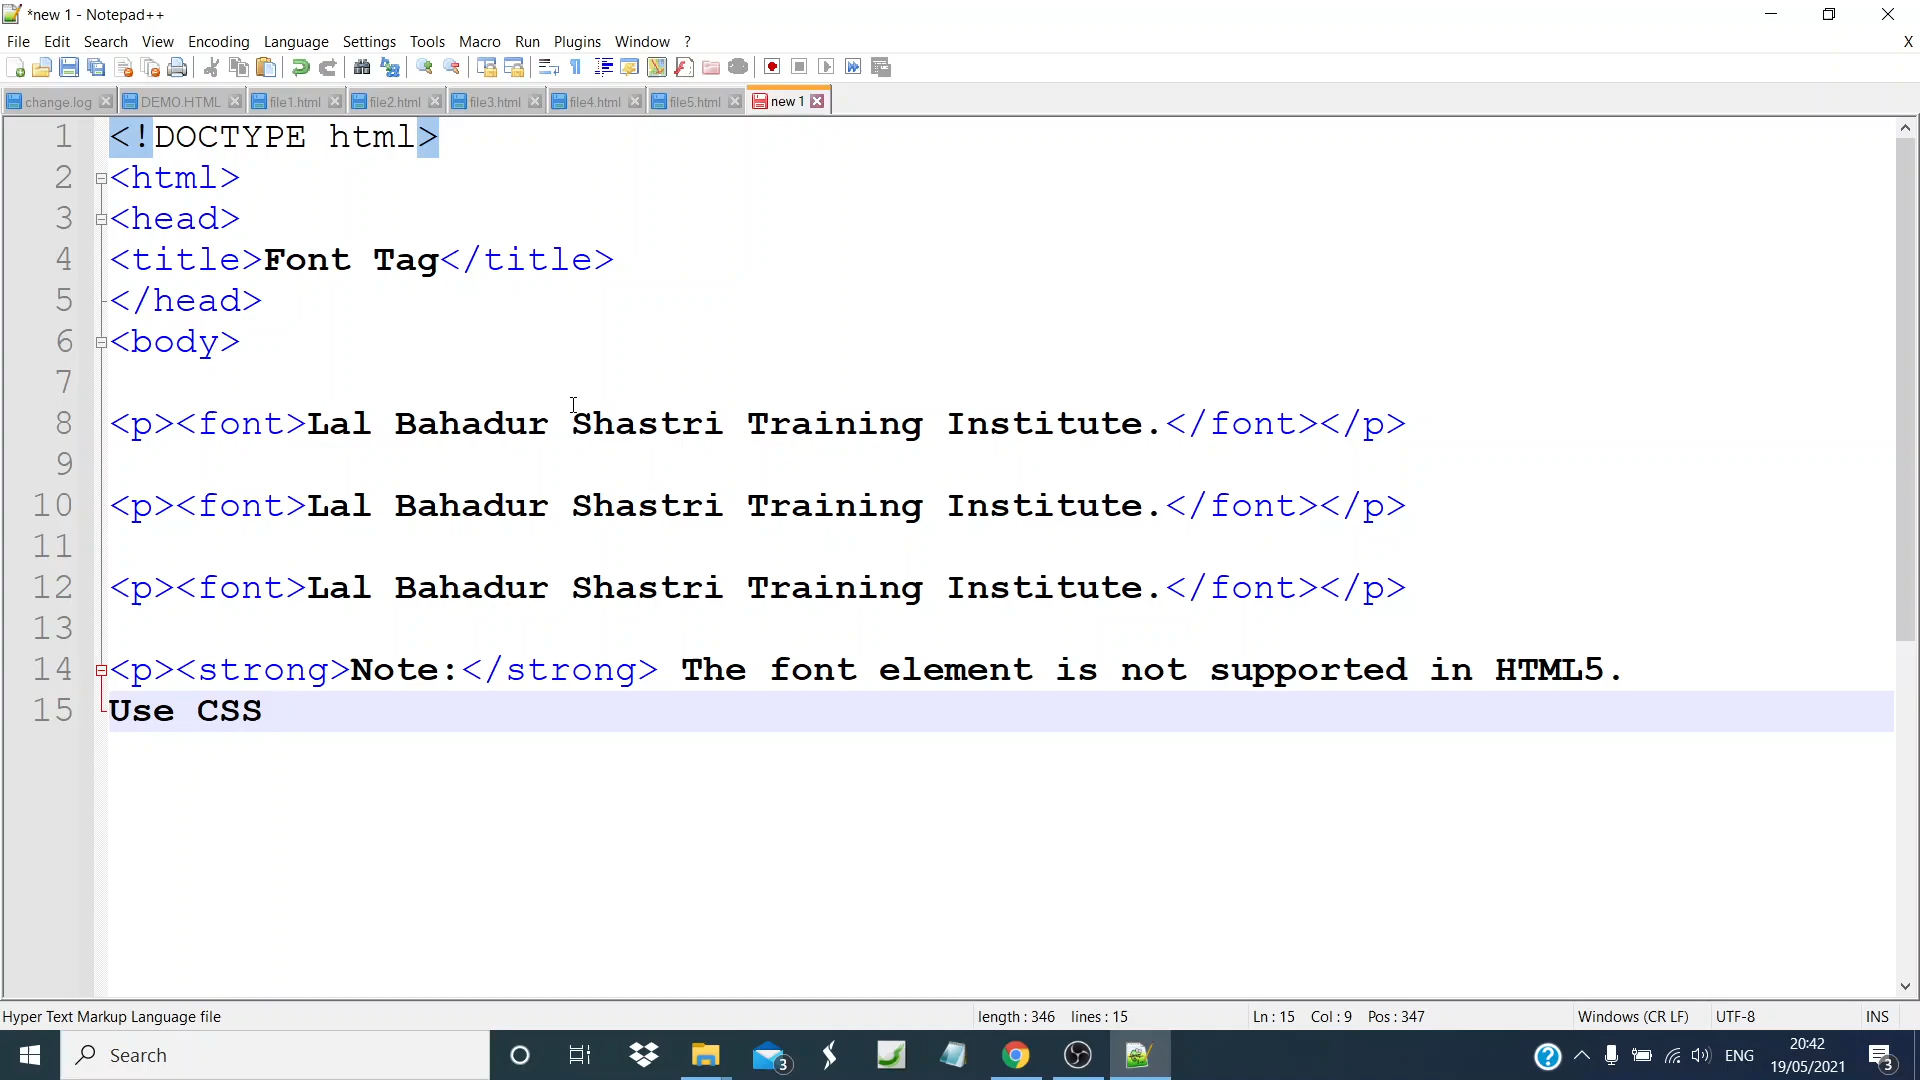 *new 1 - Notepad++
File Edit Search View Encoding Language Settings Tools Macro Run Plugins Window ? X
change.log DEMO.HTML file1.html file2.html file3.html file4.html file5.html new 1
1 <!DOCTYPE html>
2 <html>
3 <head>
4 <title>Font Tag</title>
5 </head>
6 <body>
7
8 <p><font>Lal Bahadur Shastri Training Institute.</font></p>
9
10 <p><font>Lal Bahadur Shastri Training Institute.</font></p>
11
12 <p><font>Lal Bahadur Shastri Training Institute.</font></p>
13
14 <p><strong>Note:</strong> The font element is not supported in HTML5.
15 Use CSS
Hyper Text Markup Language file length : 346 lines : 15 Ln : 15 Col : 9 Pos : 347 Windows (CR LF) UTF-8 INS
Search 3 ENG 20:42 3
19/05/2021